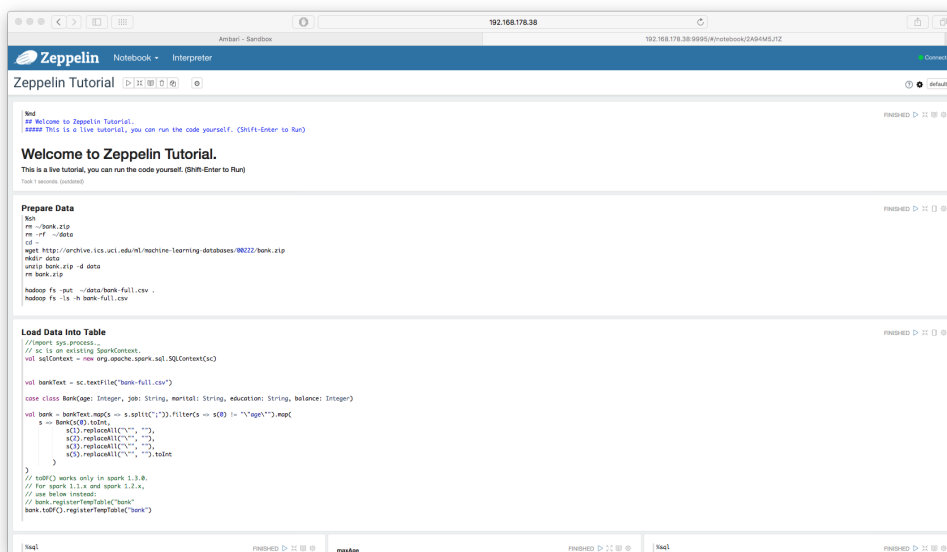 192.168.178.38
Ambari - Sandbox
192.168.178.38:9995/#/notebook/2A94M5J1Z
Zeppelin Notebook Interpreter
Connect
Zeppelin Tutorial
default
%md
## Welcome to Zeppelin Tutorial.
##### This is a live tutorial, you can run the code yourself. (Shift-Enter to Run)
FINISHED
Welcome to Zeppelin Tutorial.
This is a live tutorial, you can run the code yourself. (Shift-Enter to Run)
Took 1 seconds. (outdated)
Prepare Data
FINISHED
%sh
rm ~/bank.zip
rm -rf ~/data
cd ~
wget http://archive.ics.uci.edu/ml/machine-learning-databases/00222/bank.zip
mkdir data
unzip bank.zip -d data
rm bank.zip
hadoop fs -put ~/data/bank-full.csv .
hadoop fs -ls -h bank-full.csv
Load Data Into Table
FINISHED
//import sys.process._
// sc is an existing SparkContext.
val sqlContext = new org.apache.spark.sql.SQLContext(sc)
val bankText = sc.textFile("bank-full.csv")
case class Bank(age: Integer, job: String, marital: String, education: String, balance: Integer)
val bank = bankText.map(s => s.split(";")).filter(s => s(0) != "\"age\"").map(
s => Bank(s(0).toInt,
s(1).replaceAll("\"", ""),
s(2).replaceAll("\"", ""),
s(3).replaceAll("\"", ""),
s(5).replaceAll("\"", "").toInt
)
)
// toDF() works only in spark 1.3.0.
// For spark 1.1.x and spark 1.2.x,
// use below instead:
// bank.registerTempTable("bank"
bank.toDF().registerTempTable("bank")
%sql
FINISHED
maxAge
FINISHED
%sql
FINISHED